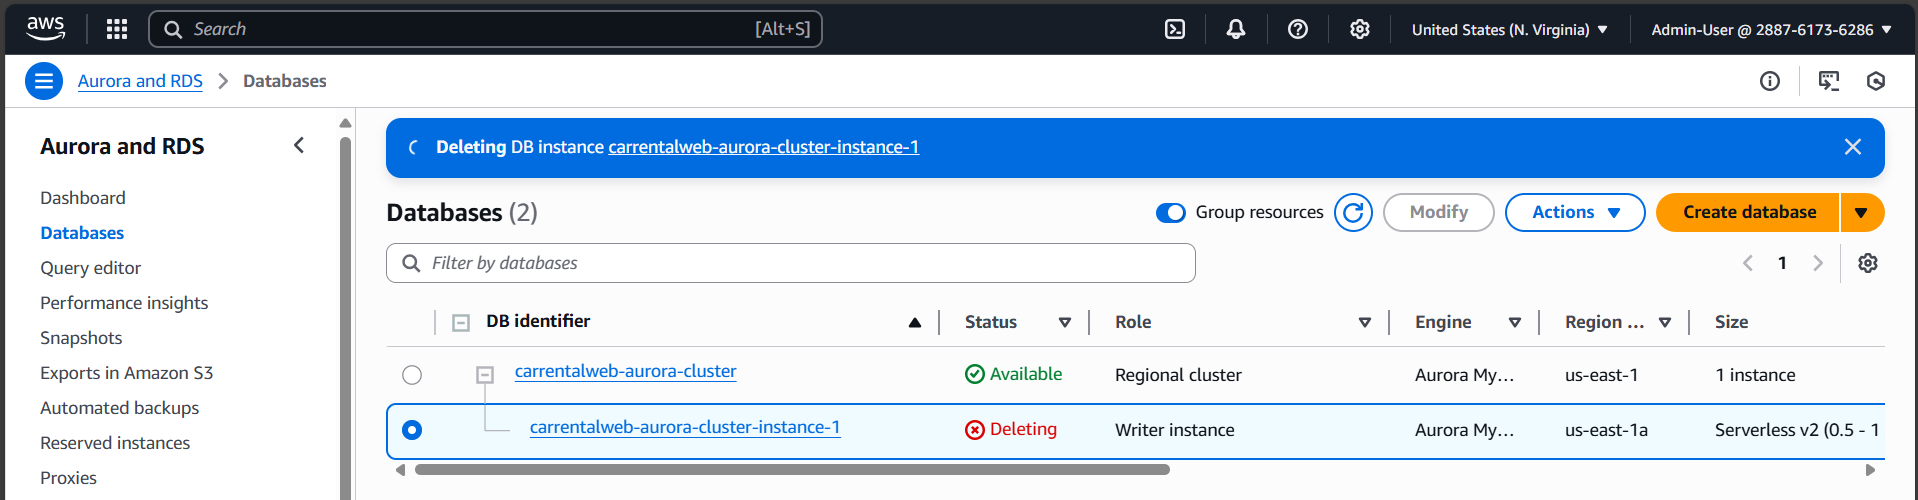 aws
Search [Alt+S]
United States (N. Virginia)
Admin-User @ 2887-6173-6286
Aurora and RDS > Databases
Aurora and RDS
Dashboard
Databases
Query editor
Performance insights
Snapshots
Exports in Amazon S3
Automated backups
Reserved instances
Proxies
Deleting DB instance carrentalweb-aurora-cluster-instance-1
Databases (2)
Group resources
Modify
Actions
Create database
Filter by databases
1
DB identifier Status Role Engine Region ... Size
carrentalweb-aurora-cluster Available Regional cluster Aurora My... us-east-1 1 instance
carrentalweb-aurora-cluster-instance-1 Deleting Writer instance Aurora My... us-east-1a Serverless v2 (0.5 - 1